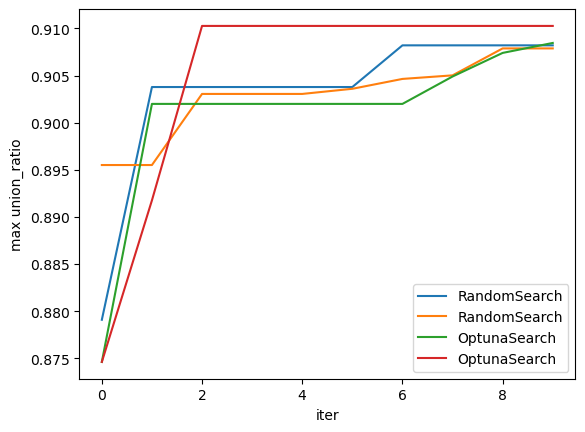 0.910
0.905
0.900
0.895
0.890
0.885
0.880
0.875
max union_ratio
0 2 4 6 8
iter
RandomSearch
RandomSearch
OptunaSearch
OptunaSearch